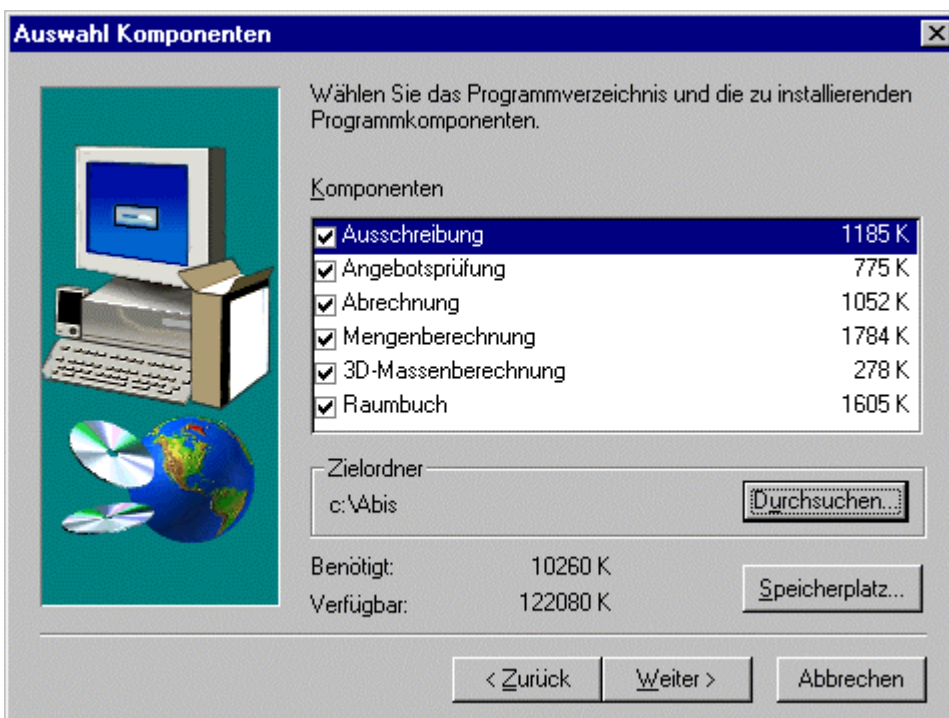 Auswahl Komponenten
Wählen Sie das Programmverzeichnis und die zu installierenden
Programmkomponenten.
Komponenten
Ausschreibung 1185 K
Angebotsprüfung 775 K
Abrechnung 1052 K
Mengenberechnung 1784 K
3D-Massenberechnung 278 K
Raumbuch 1605 K
Zielordner
c:\Abis Durchsuchen...
Benötigt: 10260 K
Verfügbar: 122080 K Speicherplatz...
< Zurück Weiter > Abbrechen